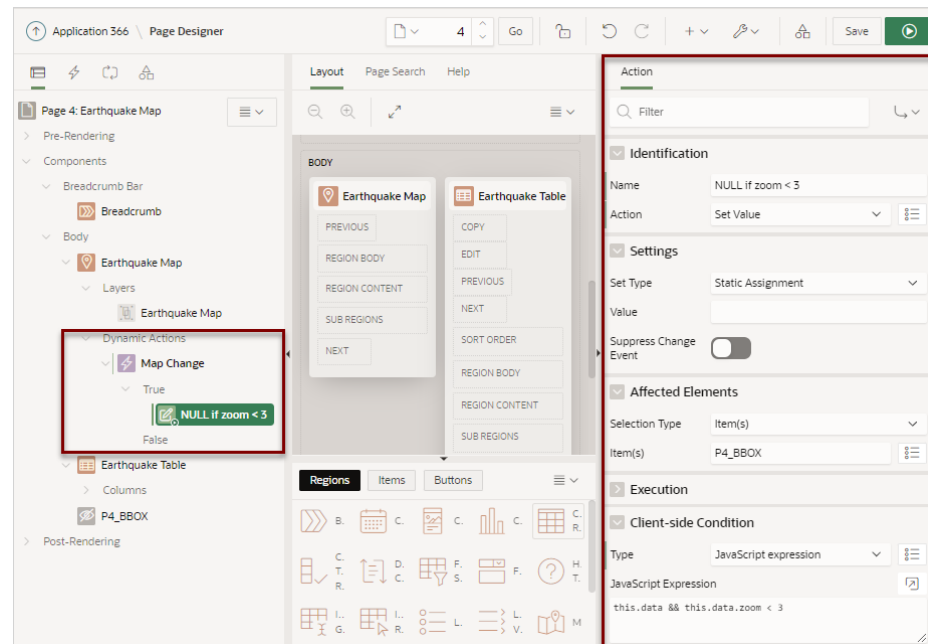 Application 366 \ Page Designer
4
Go
Save
Page 4: Earthquake Map
Pre-Rendering
Components
Breadcrumb Bar
Breadcrumb
Body
Earthquake Map
Layers
Earthquake Map
Dynamic Actions
Map Change
True
NULL if zoom < 3
False
Earthquake Table
Columns
P4_BBOX
Post-Rendering
Layout Page Search Help
BODY
Earthquake Map
PREVIOUS
REGION BODY
REGION CONTENT
SUB REGIONS
NEXT
Earthquake Table
COPY
EDIT
PREVIOUS
NEXT
SORT ORDER
REGION BODY
REGION CONTENT
SUB REGIONS
Regions Items Buttons
B. C. C. C. C. R.
C. T. R. D. C. F. S. F. H. T.
I.. G. I.. R. L. L. V. M
Action
Filter
Identification
Name NULL if zoom < 3
Action Set Value
Settings
Set Type Static Assignment
Value
Suppress Change
Event
Affected Elements
Selection Type Item(s)
Item(s) P4_BBOX
Execution
Client-side Condition
Type JavaScript expression
JavaScript Expression
this.data && this.data.zoom < 3